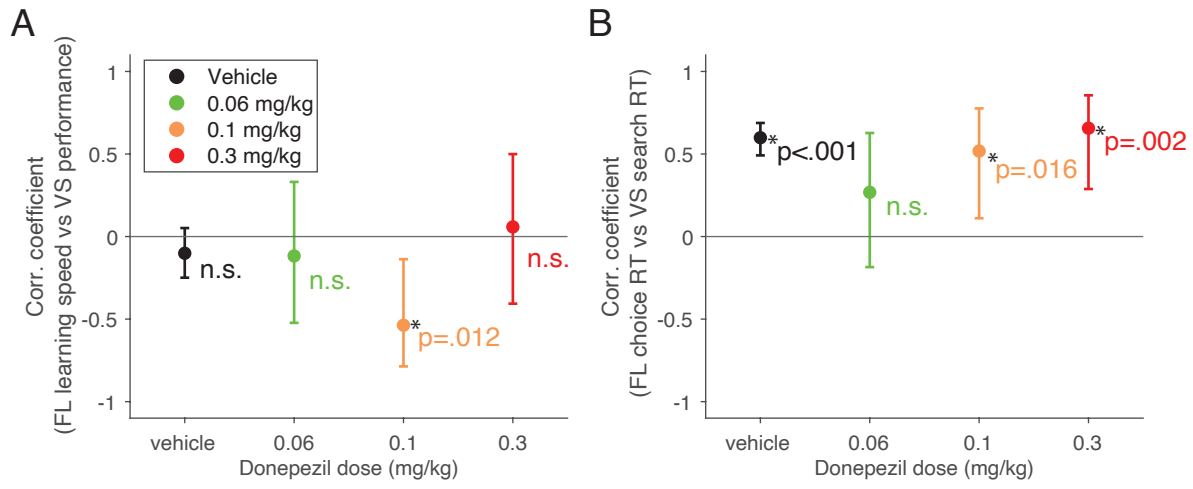 A
Corr. coefficient
(FL learning speed vs VS performance)
1
0.5
0
-0.5
-1
Vehicle
0.06 mg/kg
0.1 mg/kg
0.3 mg/kg
n.s.
n.s.
*p=.012
n.s.
vehicle
0.06
0.1
0.3
Donepezil dose (mg/kg)
B
Corr. coefficient
(FL choice RT vs VS search RT)
1
0.5
0
-0.5
-1
*p<.001
n.s.
*p=.016
*p=.002
vehicle
0.06
0.1
0.3
Donepezil dose (mg/kg)